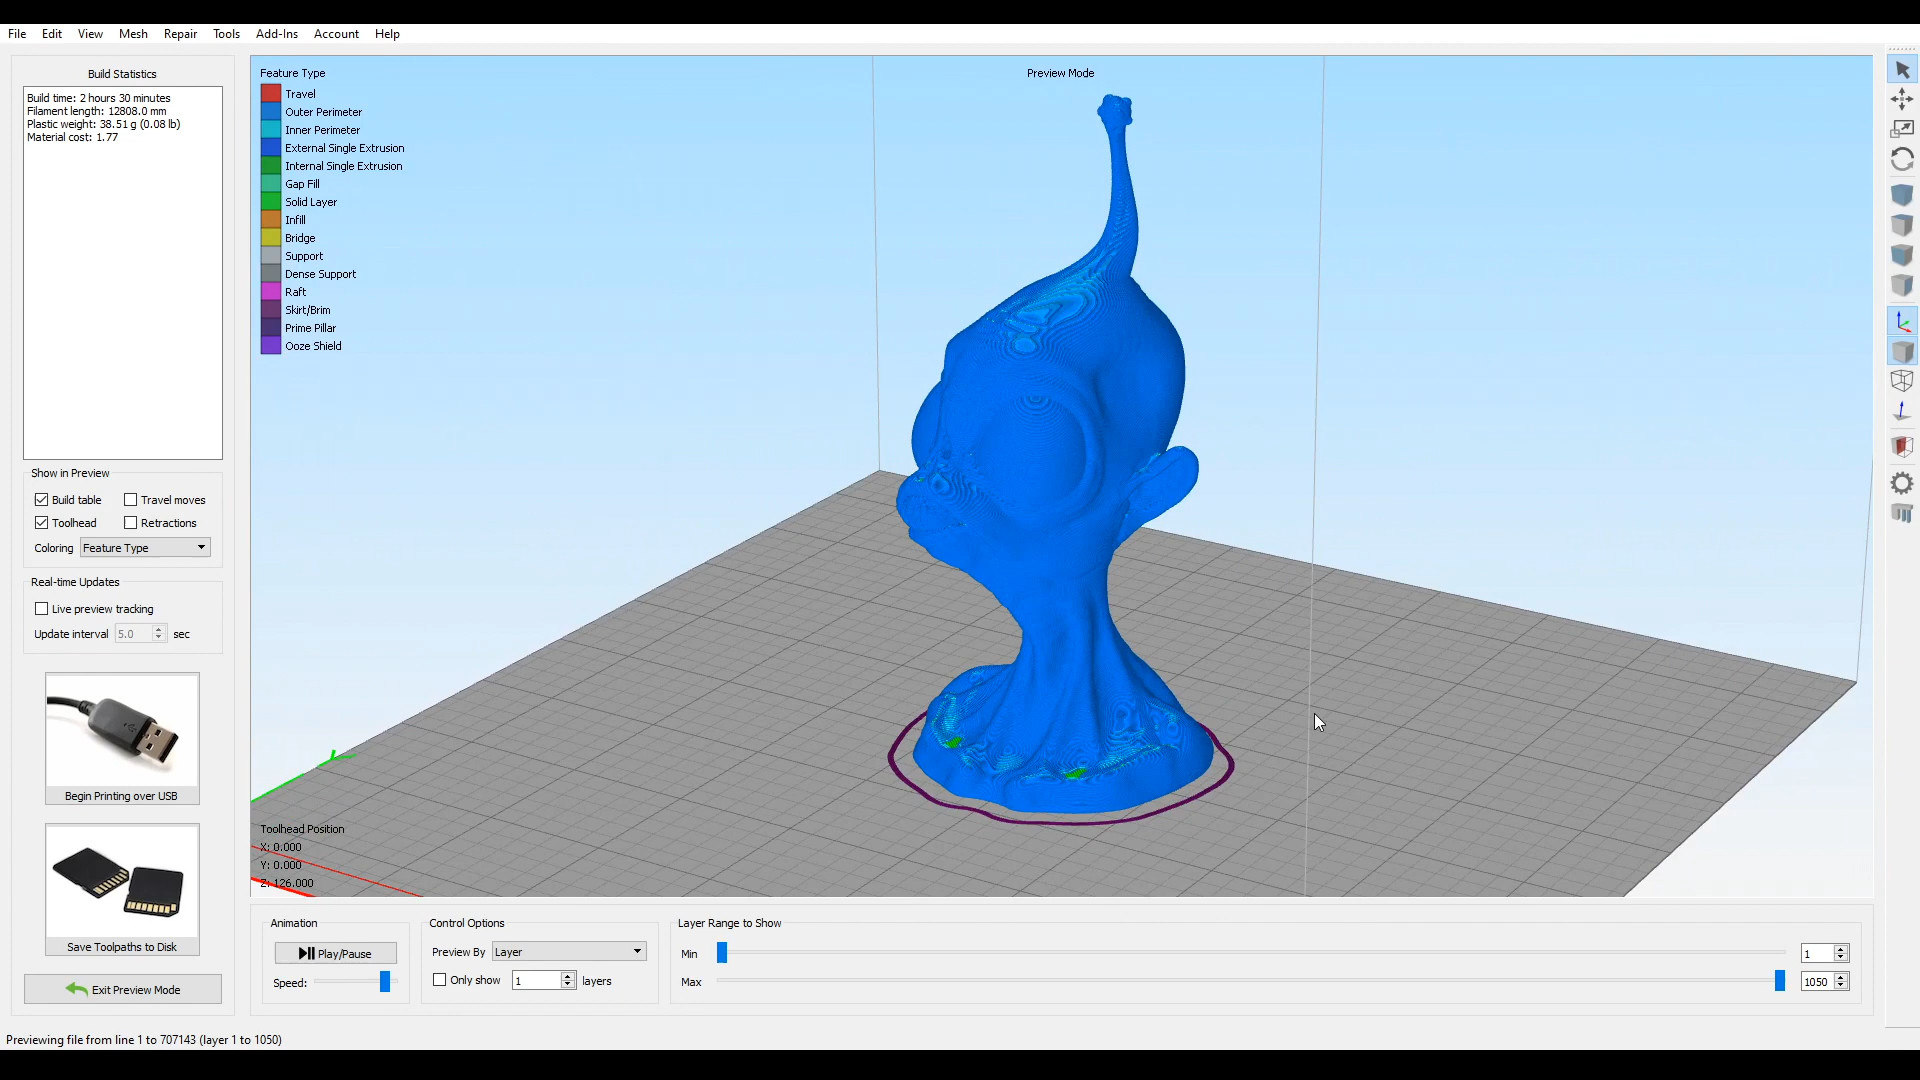 File Edit View Mesh Repair Tools Add-Ins Account Help
Build Statistics
Build time: 2 hours 30 minutes
Filament length: 12808.0 mm
Plastic weight: 38.51 g (0.08 lb)
Material cost: 1.77
Show in Preview
Build table
Travel moves
Toolhead
Retractions
Coloring Feature Type
Real-time Updates
Live preview tracking
Update interval 5.0 sec
Begin Printing over USB
Save Toolpaths to Disk
Exit Preview Mode
Feature Type
Travel
Outer Perimeter
Inner Perimeter
External Single Extrusion
Internal Single Extrusion
Gap Fill
Solid Layer
Infill
Bridge
Support
Dense Support
Raft
Skirt/Brim
Prime Pillar
Ooze Shield
Preview Mode
Toolhead Position
X: 0.000
Y: 0.000
Z: 126.000
Animation
Play/Pause
Speed:
Control Options
Preview By Layer
Only show 1 layers
Layer Range to Show
Min 1
Max 1050
Previewing file from line 1 to 707143 (layer 1 to 1050)